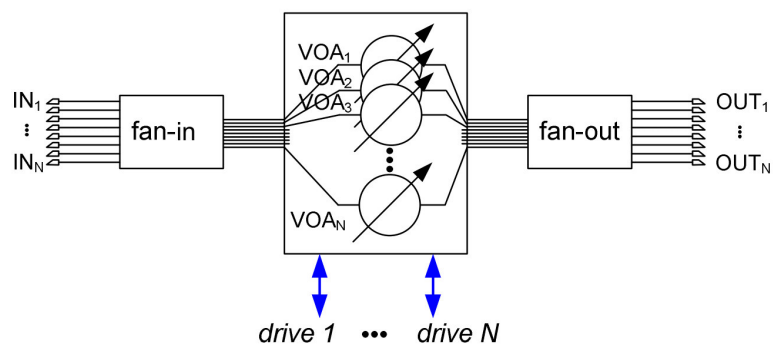 VOA1
VOA2
VOA3
IN1
fan-in
INN
fan-out
OUT1
OUTN
VOAN
drive 1 ••• drive N